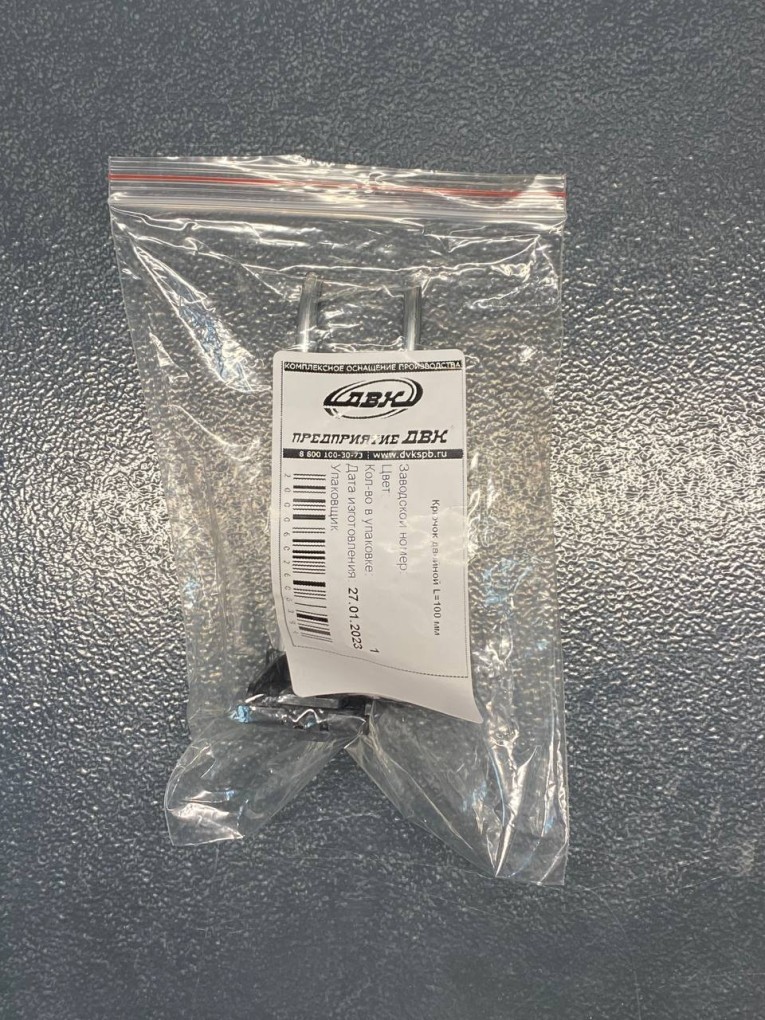 КОМПЛЕКСНОЕ ОСНАЩЕНИЕ ПРОИЗВОДСТВА
ДВК
ПРЕДПРИЯТИЕ ДВК
8 800 100-30-73 | www.dvkspb.ru
Крючок двойной L=100 мм
Заводской номер:
Цвет
Кол-во в упаковке: 1
Дата изготовления 27.01.2023
Упаковщик